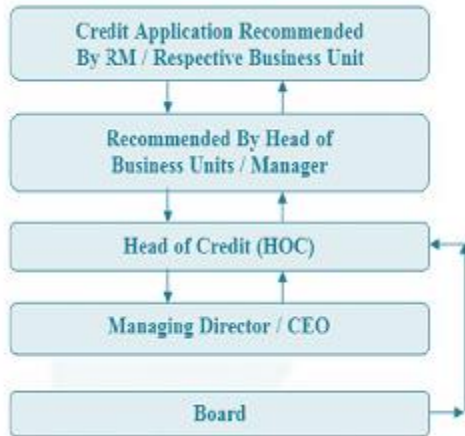 Credit Application Recommended
By RM / Respective Business Unit
Recommended By Head of
Business Units / Manager
Head of Credit (HOC)
Managing Director / CEO
Board